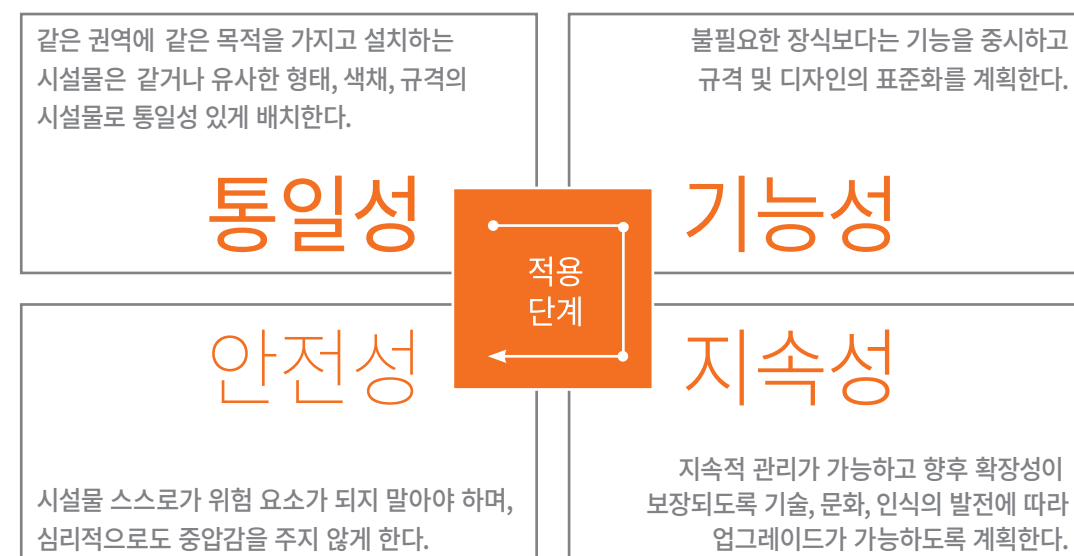 같은 권역에 같은 목적을 가지고 설치하는
시설물은 같거나 유사한 형태, 색채, 규격의
시설물로 통일성 있게 배치한다.
통일성
불필요한 장식보다는 기능을 중시하고
규격 및 디자인의 표준화를 계획한다.
기능성
적용
단계
안전성
시설물 스스로가 위험 요소가 되지 말아야 하며,
심리적으로도 중압감을 주지 않게 한다.
지속성
지속적 관리가 가능하고 향후 확장성이
보장되도록 기술, 문화, 인식의 발전에 따라
업그레이드가 가능하도록 계획한다.